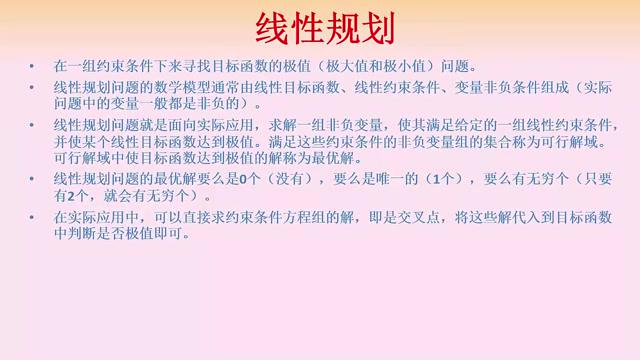 线性规划
• 在一组约束条件下来寻找目标函数的极值（极大值和极小值）问题。
• 线性规划问题的数学模型通常由线性目标函数、线性约束条件、变量非负条件组成（实际
问题中的变量一般都是非负的）。
• 线性规划问题就是面向实际应用，求解一组非负变量，使其满足给定的一组线性约束条件，
并使某个线性目标函数达到极值。满足这些约束条件的非负变量组的集合称为可行解域。
可行解域中使目标函数达到极值的解称为最优解。
• 线性规划问题的最优解要么是0个（没有），要么是唯一的（1个），要么有无穷个（只要
有2个，就会有无穷个）。
• 在实际应用中，可以直接求约束条件方程组的解，即是交叉点，将这些解代入到目标函数
中判断是否极值即可。